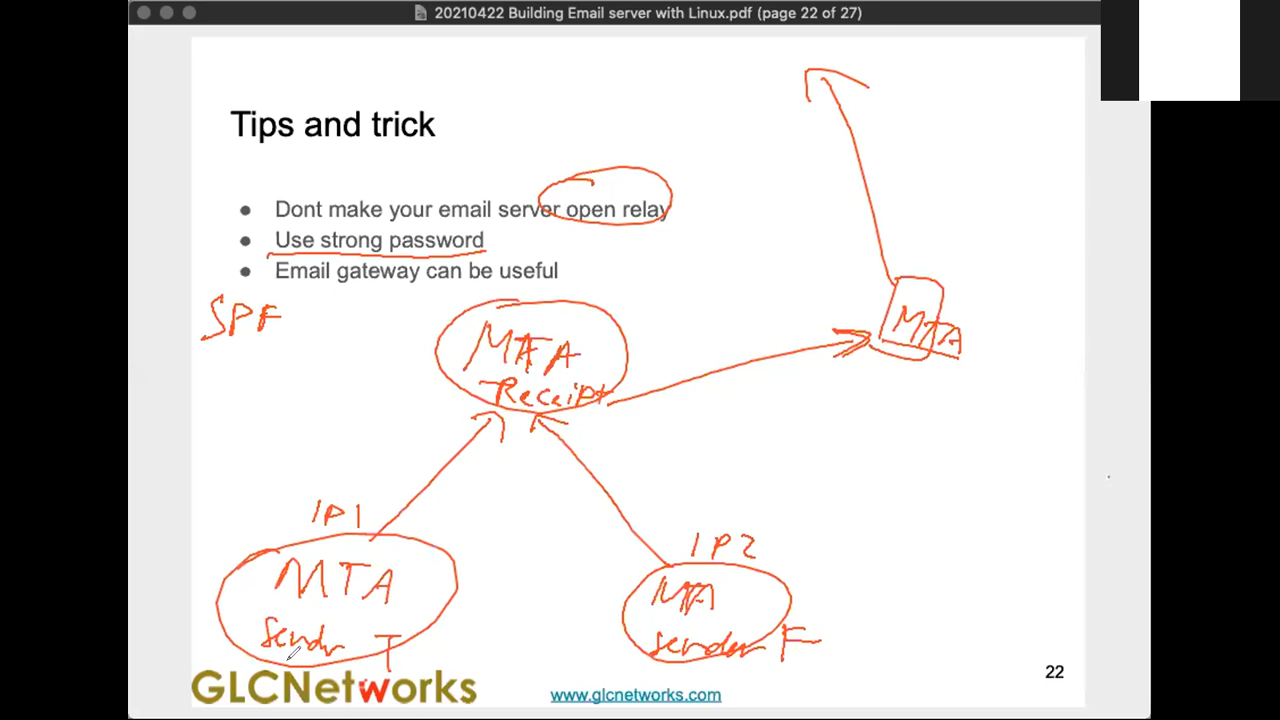 20210422 Building Email server with Linux.pdf (page 22 of 27)
Tips and trick
● Dont make your email server open relay
● Use strong password
● Email gateway can be useful
SPF
MTA
MTA
Receipt
IP1
IP2
MTA
MTA
Sender T
sender F
GLCNetworks
www.glcnetworks.com
22